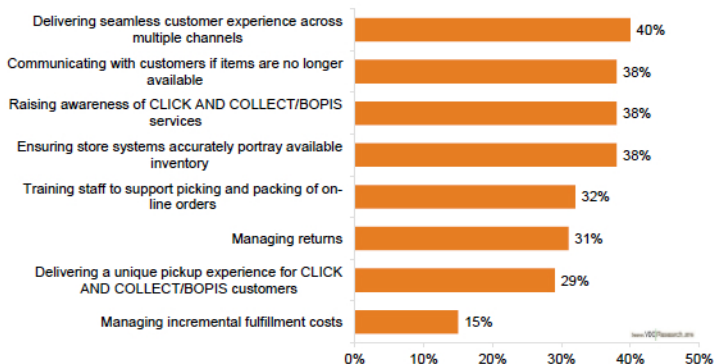 Delivering seamless customer experience across
multiple channels
40%
Communicating with customers if items are no longer
available
38%
Raising awareness of CLICK AND COLLECT/BOPIS
services
38%
Ensuring store systems accurately portray available
inventory
38%
Training staff to support picking and packing of on-
line orders
32%
Managing returns
31%
Delivering a unique pickup experience for CLICK
AND COLLECT/BOPIS customers
29%
Managing incremental fulfillment costs
15%
0% 10% 20% 30% 40% 50%